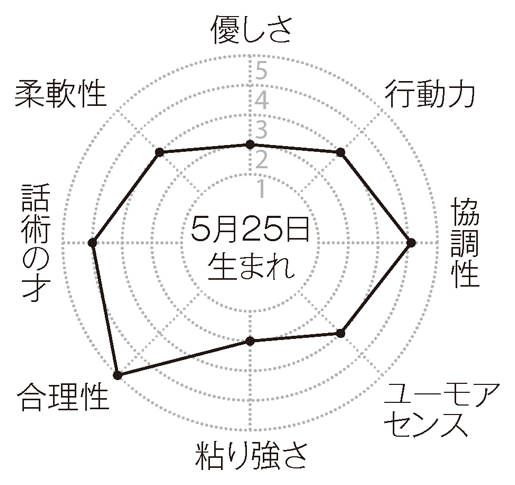 優しさ
行動力
協調性
ユーモア
センス
粘り強さ
合理性
話術の才
柔軟性
5
4
3
2
1
5月25日
生まれ